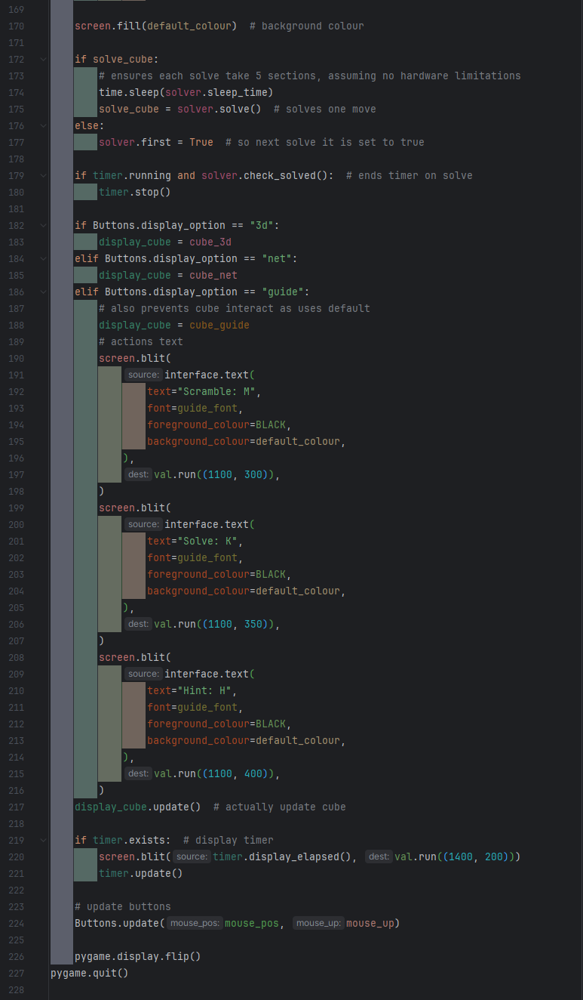 169
170 screen.fill(default_colour)  # background colour
171
172 if solve_cube:
173 # ensures each solve take 5 sections, assuming no hardware limitations
174 time.sleep(solver.sleep_time)
175 solve_cube = solver.solve()  # solves one move
176 else:
177 solver.first = True  # so next solve it is set to true
178
179 if timer.running and solver.check_solved():  # ends timer on solve
180 timer.stop()
181
182 if Buttons.display_option == "3d":
183 display_cube = cube_3d
184 elif Buttons.display_option == "net":
185 display_cube = cube_net
186 elif Buttons.display_option == "guide":
187 # also prevents cube interact as uses default
188 display_cube = cube_guide
189 # actions text
190 screen.blit(
191 source: interface.text(
192 text="Scramble: M",
193 font=guide_font,
194 foreground_colour=BLACK,
195 background_colour=default_colour,
196 ),
197 dest: val.run((1100, 300)),
198 )
199 screen.blit(
200 source: interface.text(
201 text="Solve: K",
202 font=guide_font,
203 foreground_colour=BLACK,
204 background_colour=default_colour,
205 ),
206 dest: val.run((1100, 350)),
207 )
208 screen.blit(
209 source: interface.text(
210 text="Hint: H",
211 font=guide_font,
212 foreground_colour=BLACK,
213 background_colour=default_colour,
214 ),
215 dest: val.run((1100, 400)),
216 )
217 display_cube.update()  # actually update cube
218
219 if timer.exists:  # display timer
220 screen.blit( source: timer.display_elapsed(), dest: val.run((1400, 200)))
221 timer.update()
222
223 # update buttons
224 Buttons.update( mouse_pos: mouse_pos, mouse_up: mouse_up)
225
226 pygame.display.flip()
227 pygame.quit()
228